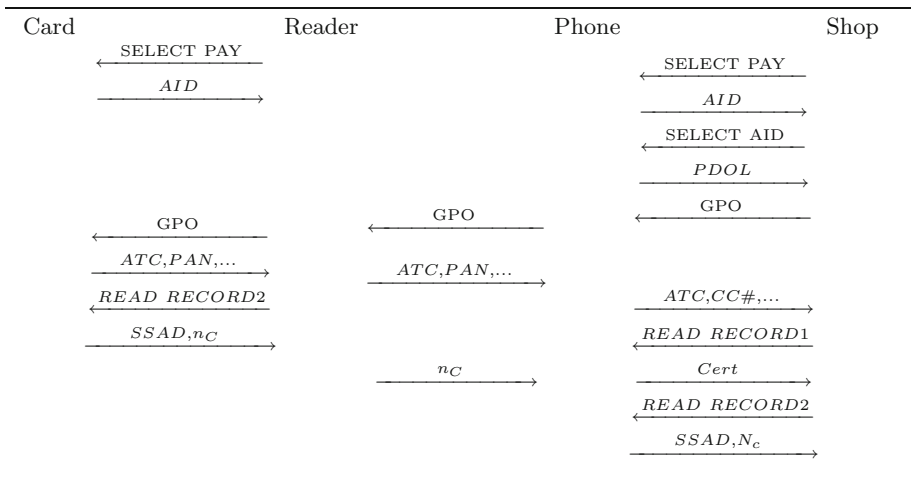 Card Reader Phone Shop
SELECT PAY
SELECT PAY
AID
AID
SELECT AID
PDOL
GPO
GPO
GPO
ATC,PAN,...
ATC,PAN,...
READ RECORD2
ATC,CC#,...
SSAD,n_C
READ RECORD1
n_C
Cert
READ RECORD2
SSAD,N_c